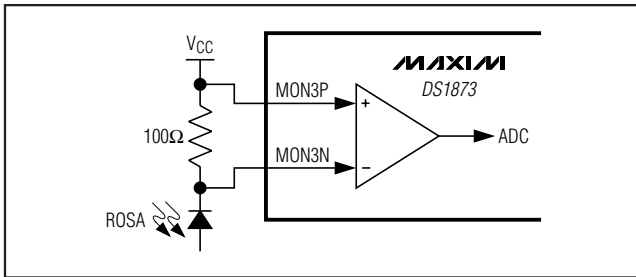 VCC
MAXIM
DS1873
MON3P
+
ADC
100Ω
MON3N
−
ROSA